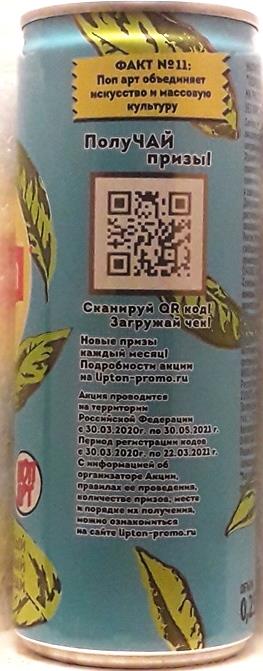 ФАКТ №11:
Поп арт объединяет
искусство и массовую
культуру
ПолуЧАЙ
призы!
Сканируй QR код!
Загружай чек!
Новые призы
каждый месяц!
Подробности акции
на lipton-promo.ru
Акция проводится
на территории
Российской Федерации
с 30.03.2020г. по 30.05.2021г.
Период регистрации кодов
с 30.03.2020г. по 22.03.2021г.
С информацией об
организаторе Акции,
правилах её проведения,
количестве призов, месте
и порядке их получения,
можно ознакомиться
на сайте lipton-promo.ru